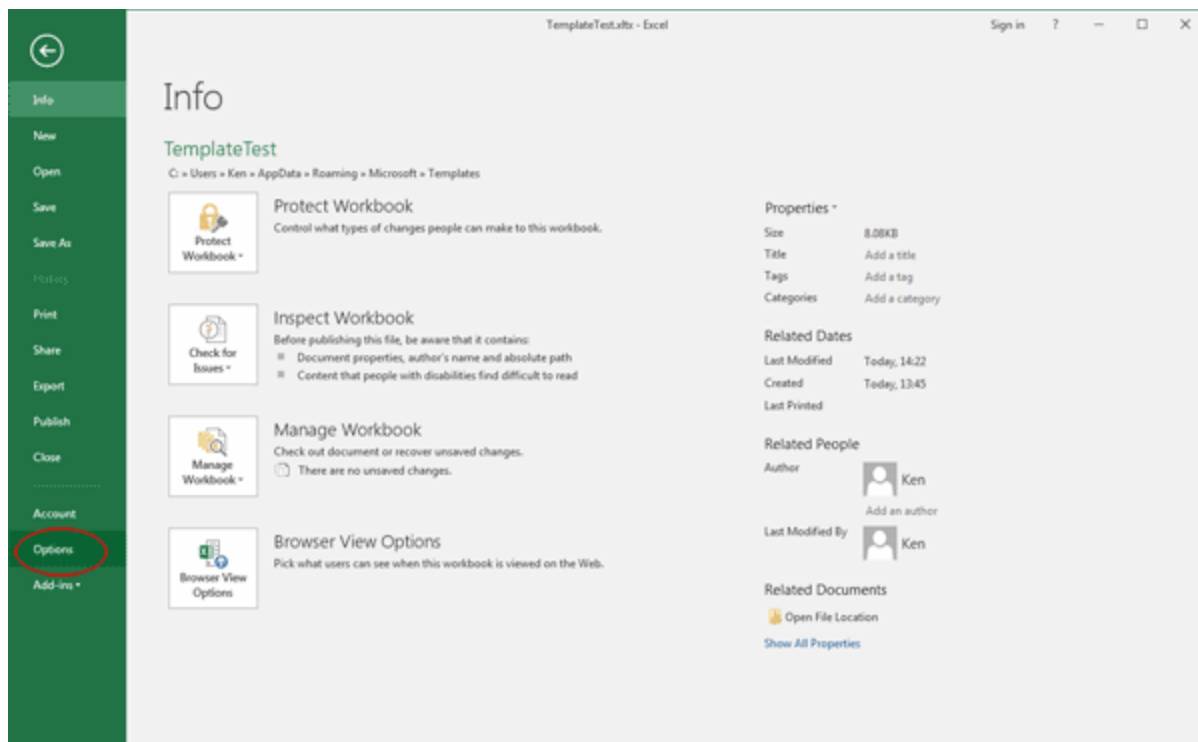 TemplateTest.xltx - Excel
Sign in ?
Info
New
Open
Save
Save As
History
Print
Share
Export
Publish
Close
Account
Options
Add-ins
Info
TemplateTest
C: » Users » Ken » AppData » Roaming » Microsoft » Templates
Protect
Workbook
Protect Workbook
Control what types of changes people can make to this workbook.
Check for
Issues
Inspect Workbook
Before publishing this file, be aware that it contains:
Document properties, author's name and absolute path
Content that people with disabilities find difficult to read
Manage
Workbook
Manage Workbook
Check out document or recover unsaved changes.
There are no unsaved changes.
Browser View
Options
Browser View Options
Pick what users can see when this workbook is viewed on the Web.
Properties
Size 8.08KB
Title Add a title
Tags Add a tag
Categories Add a category
Related Dates
Last Modified Today, 14:22
Created Today, 13:45
Last Printed
Related People
Author Ken
Add an author
Last Modified By Ken
Related Documents
Open File Location
Show All Properties